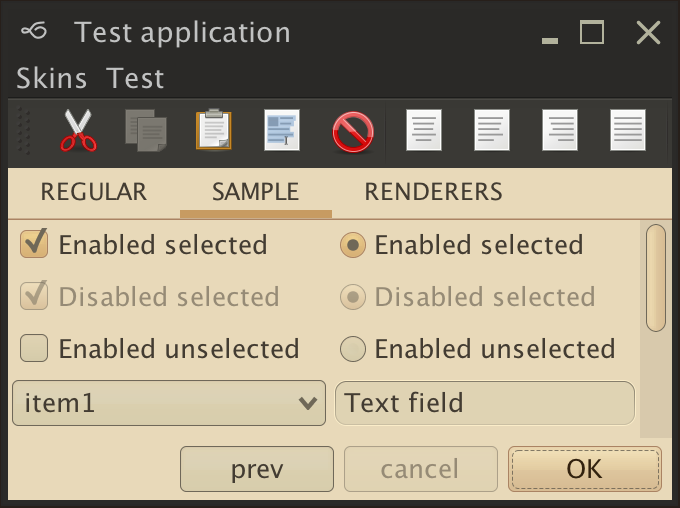 Test application
Skins Test
REGULAR SAMPLE RENDERERS
Enabled selected Enabled selected
Disabled selected Disabled selected
Enabled unselected Enabled unselected
item1 Text field
prev cancel OK